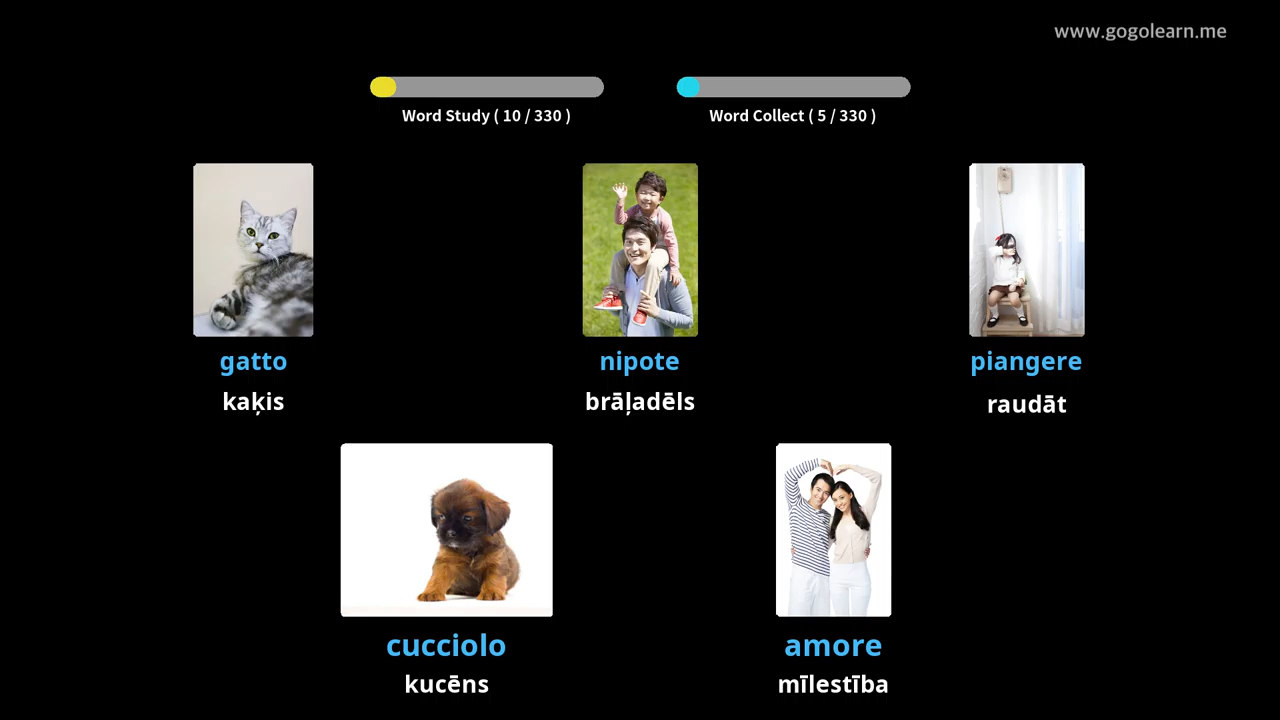 www.gogolearn.me
Word Study ( 10 / 330 )
Word Collect ( 5 / 330 )
gatto
nipote
piangere
kaķis
brāļadēls
raudāt
cucciolo
amore
kucēns
mīlestība